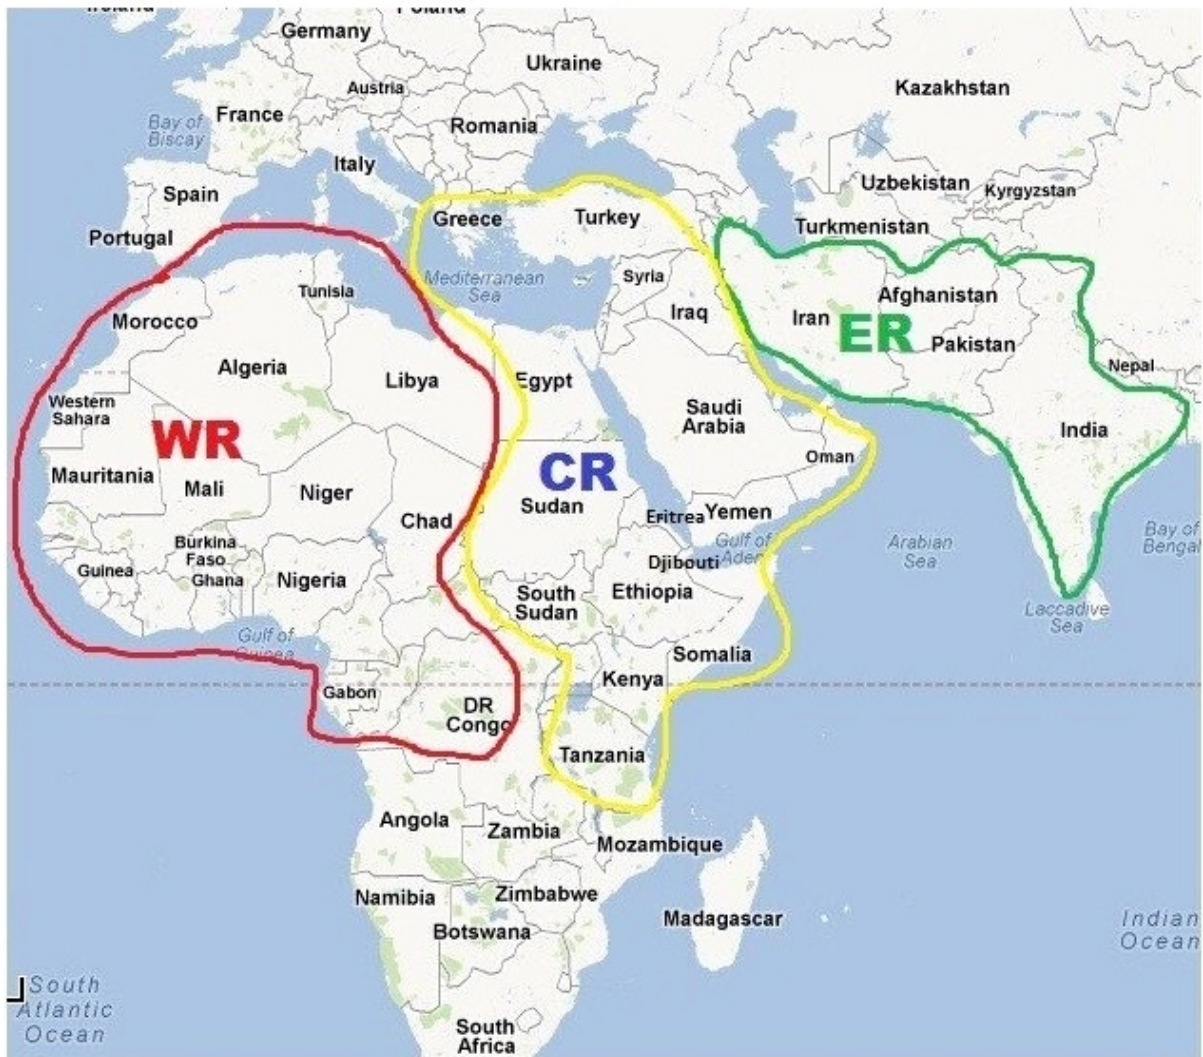 Ireland
Poland
Germany
Ukraine
Kazakhstan
Austria
France
Bay of
Biscay
Romania
Italy
Uzbekistan
Kyrgyzstan
Spain
Greece
Turkey
Turkmenistan
Portugal
Mediterranean
Sea
Syria
Tunisia
Afghanistan
Morocco
Iraq
Iran
ER
Pakistan
Nepal
Algeria
Libya
Egypt
Western
Sahara
Saudi
Arabia
India
WR
Oman
Mauritania
Mali
Niger
CR
Sudan
Chad
Eritrea
Yemen
Gulf of
Aden
Arabian
Sea
Bay of
Bengal
Burkina
Faso
Guinea
Ghana
Nigeria
Djibouti
South
Sudan
Ethiopia
Laccadive
Sea
Gulf of
Guinea
Somalia
Gabon
Kenya
DR
Congo
Tanzania
Angola
Zambia
Mozambique
Namibia
Zimbabwe
Botswana
Madagascar
Indian
Ocean
South
Atlantic
Ocean
South
Africa